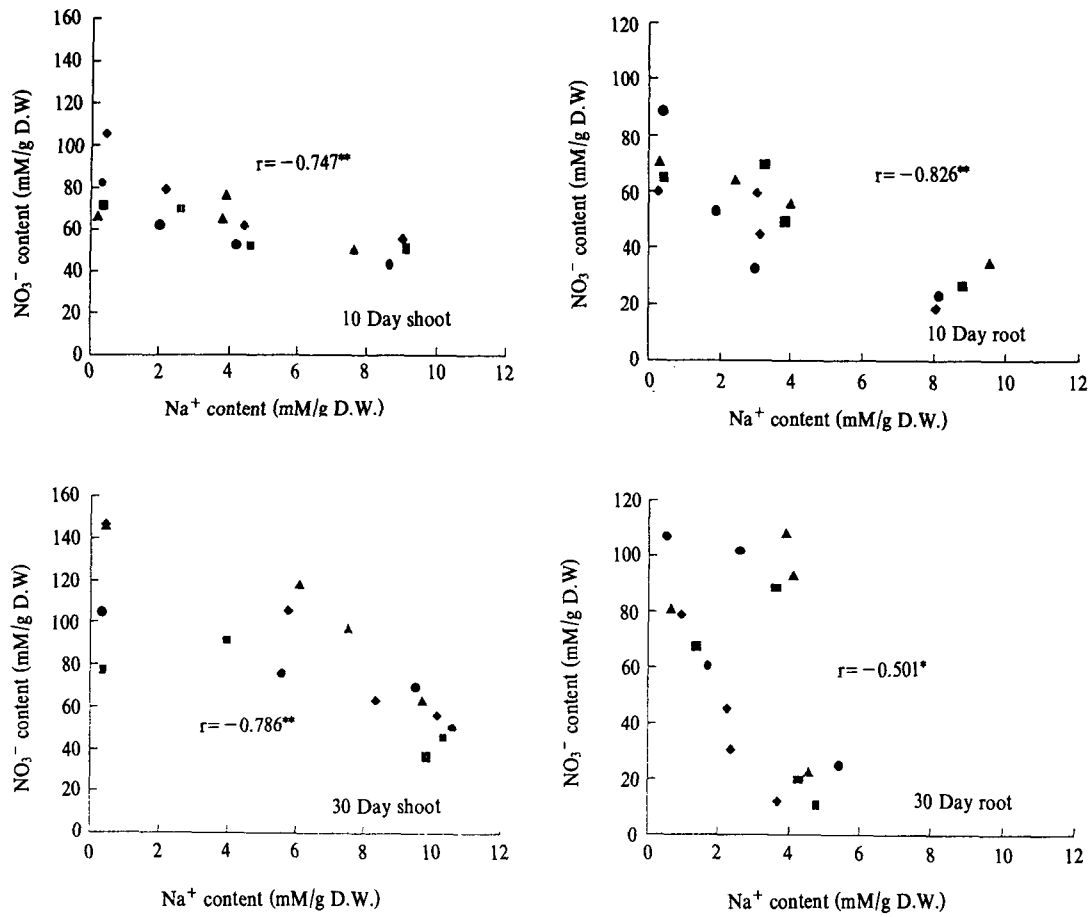 160
140
120
100
80
60
40
20
0
NO₃⁻ content (mM/g D.W)
r=−0.747**
10 Day shoot
0 2 4 6 8 10 12
Na⁺ content (mM/g D.W.)
120
100
80
60
40
20
0
NO₃⁻ content (mM/g D.W)
r=−0.826**
10 Day root
0 2 4 6 8 10 12
Na⁺ content (mM/g D.W.)
160
140
120
100
80
60
40
20
0
NO₃⁻ content (mM/g D.W)
r=−0.786**
30 Day shoot
0 2 4 6 8 10 12
Na⁺ content (mM/g D.W.)
120
100
80
60
40
20
0
NO₃⁻ content (mM/g D.W)
r=−0.501*
30 Day root
0 2 4 6 8 10 12
Na⁺ content (mM/g D.W.)